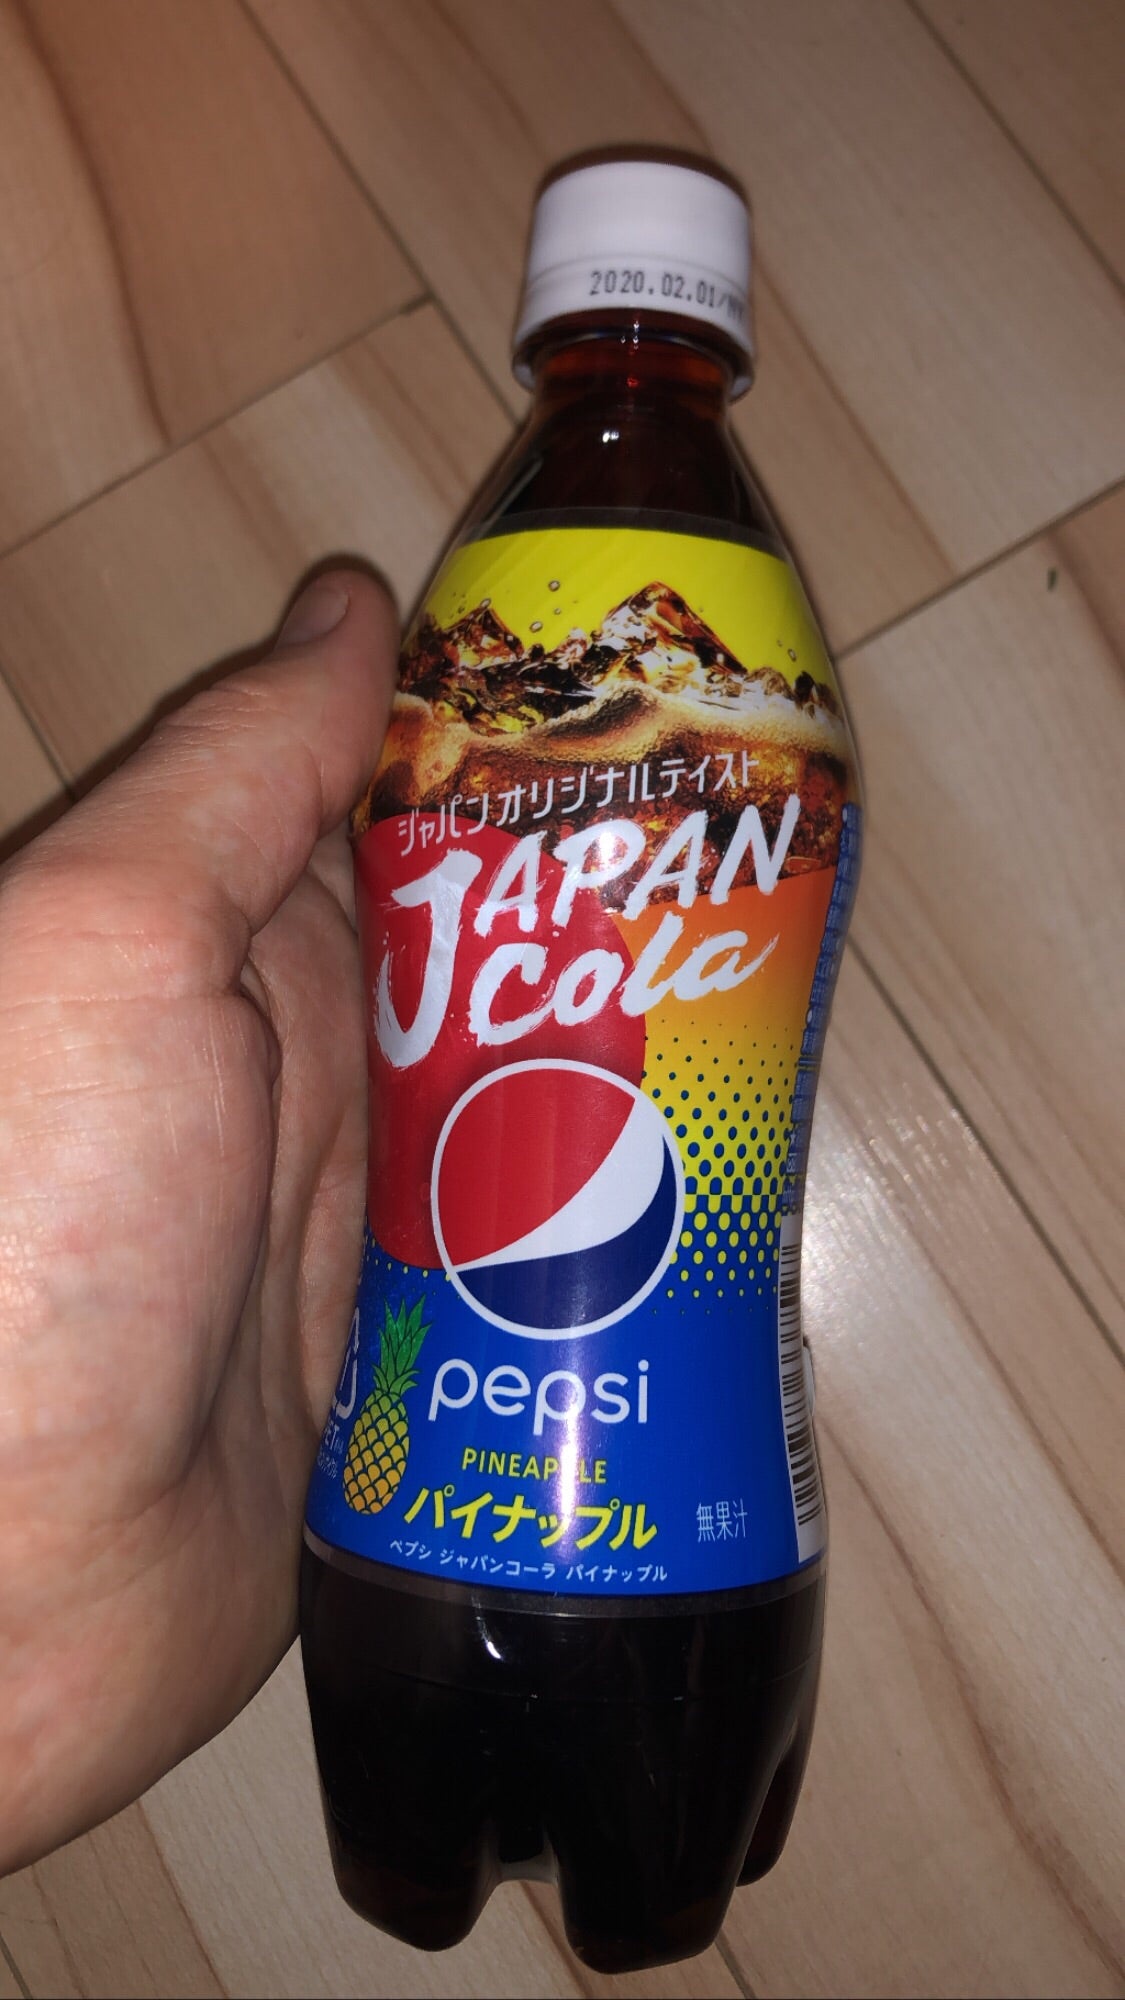 2020.02.01/
ジャパンオリジナルテイスト
JAPAN
cola
pepsi
PINEAPPLE
パイナップル
無果汁
ペプシ ジャパンコーラ パイナップル